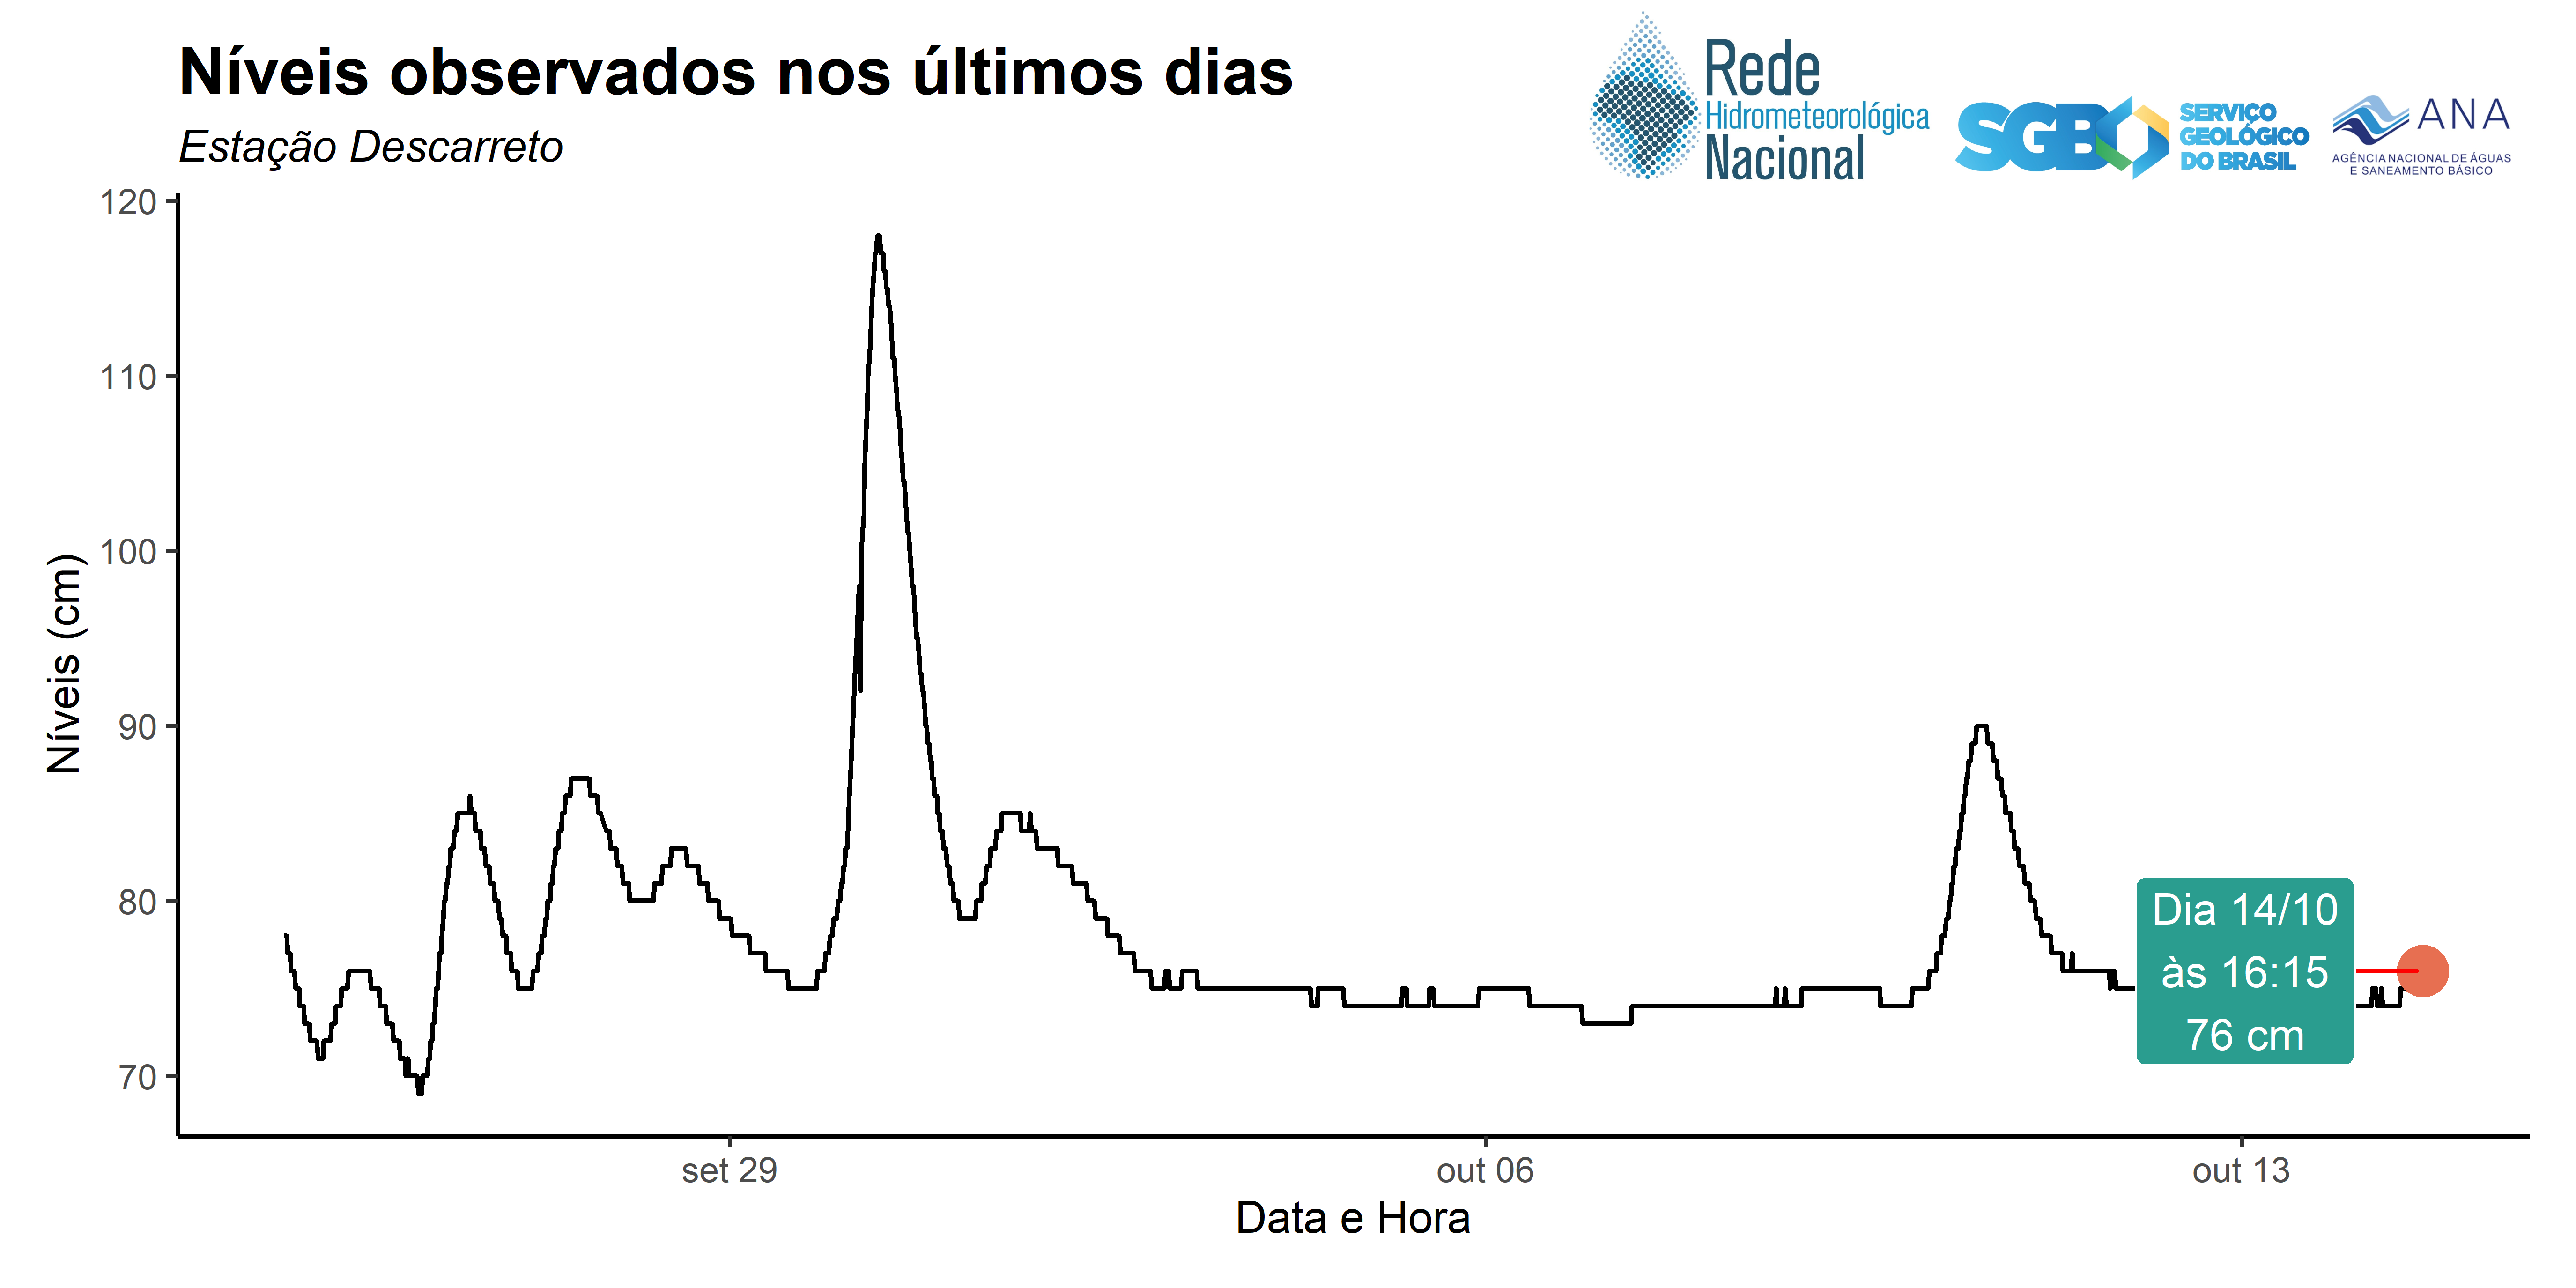 Níveis observados nos últimos dias
Estação Descarreto
Rede
Hidrometeorológica
Nacional
SGB
SERVIÇO
GEOLÓGICO
DO BRASIL
ANA
AGÊNCIA NACIONAL DE ÁGUAS
E SANEAMENTO BÁSICO
120
110
100
90
80
70
Níveis (cm)
Dia 14/10
às 16:15
76 cm
set 29
out 06
out 13
Data e Hora